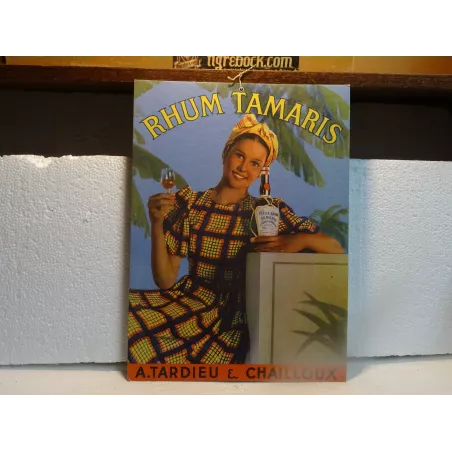 tigrebock.com
RHUM TAMARIS
A.TARDIEU & CHAILLOUX